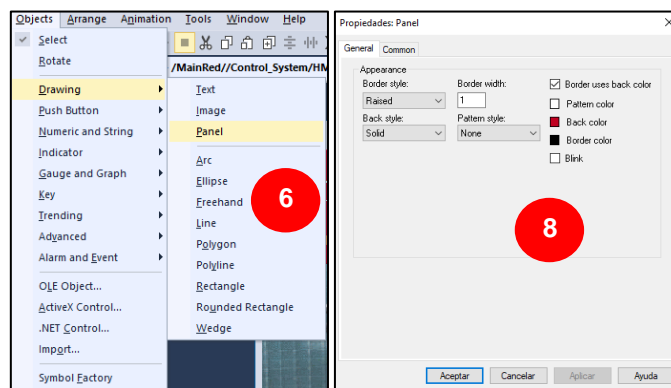 Objects Arrange Animation Tools Window Help
Select
Rotate
/MainRed//Control_System/HM
Drawing
Push Button
Numeric and String
Indicator
Gauge and Graph
Key
Trending
Advanced
Alarm and Event
OLE Object...
ActiveX Control...
.NET Control...
Import...
Symbol Factory
Text
Image
Panel
Arc
Ellipse
Freehand
Line
Polygon
Polyline
Rectangle
Rounded Rectangle
Wedge
6
Propiedades: Panel
General Common
Appearance
Border style: Border width: Border uses back color
Raised 1 Pattern color
Back style: Pattern style: Back color
Solid None Border color
Blink
8
Aceptar Cancelar Aplicar Ayuda